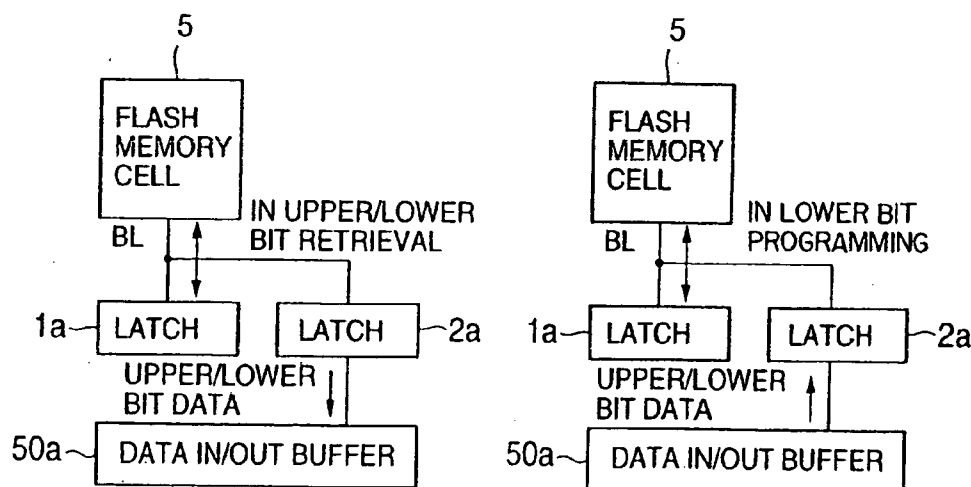 5
FLASH
MEMORY
CELL
BL
IN UPPER/LOWER
BIT RETRIEVAL
1a
LATCH
LATCH
2a
UPPER/LOWER
BIT DATA
50a
DATA IN/OUT BUFFER
5
FLASH
MEMORY
CELL
BL
IN LOWER BIT
PROGRAMMING
1a
LATCH
LATCH
2a
UPPER/LOWER
BIT DATA
50a
DATA IN/OUT BUFFER